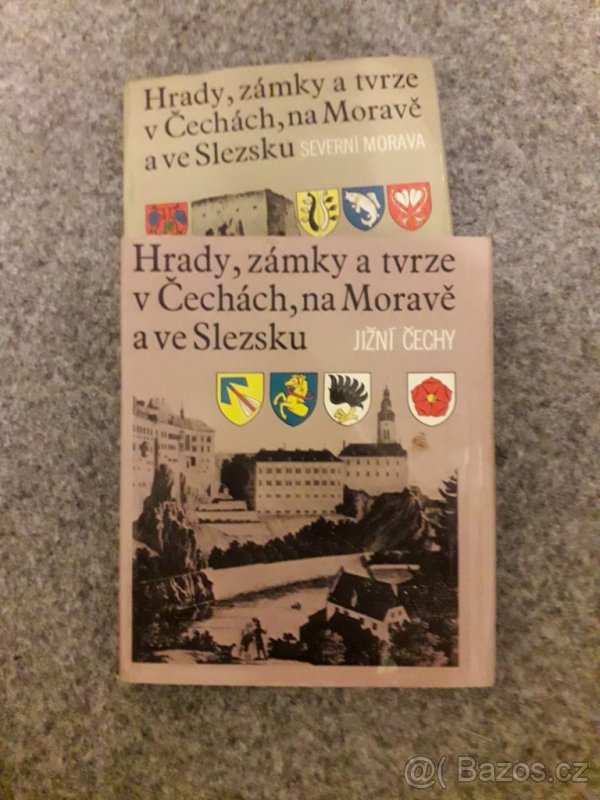 Hrady, zámky a tvrze
v Čechách, na Moravě
a ve Slezsku SEVERNÍ MORAVA
Hrady, zámky a tvrze
v Čechách, na Moravě
a ve Slezsku JIŽNÍ ČECHY
@( Bazos.cz